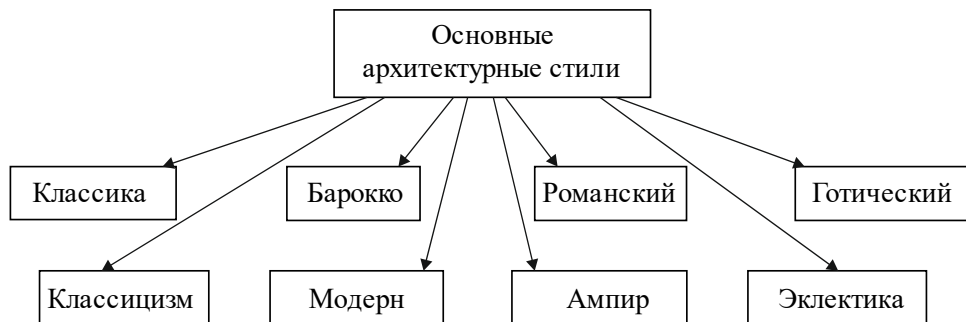 Основные
архитектурные стили
Классика
Барокко
Романский
Готический
Классицизм
Модерн
Ампир
Эклектика